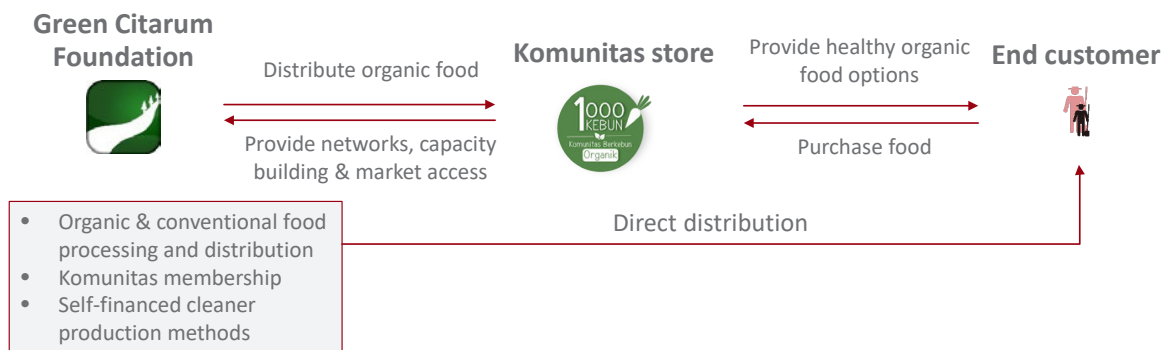 Green Citarum
Foundation
Distribute organic food
Provide networks, capacity
building & market access
Komunitas store
1000
KEBUN
Komunitas Berkebun
Organik
Provide healthy organic
food options
Purchase food
End customer
• Organic & conventional food
processing and distribution
• Komunitas membership
• Self-financed cleaner
production methods
Direct distribution